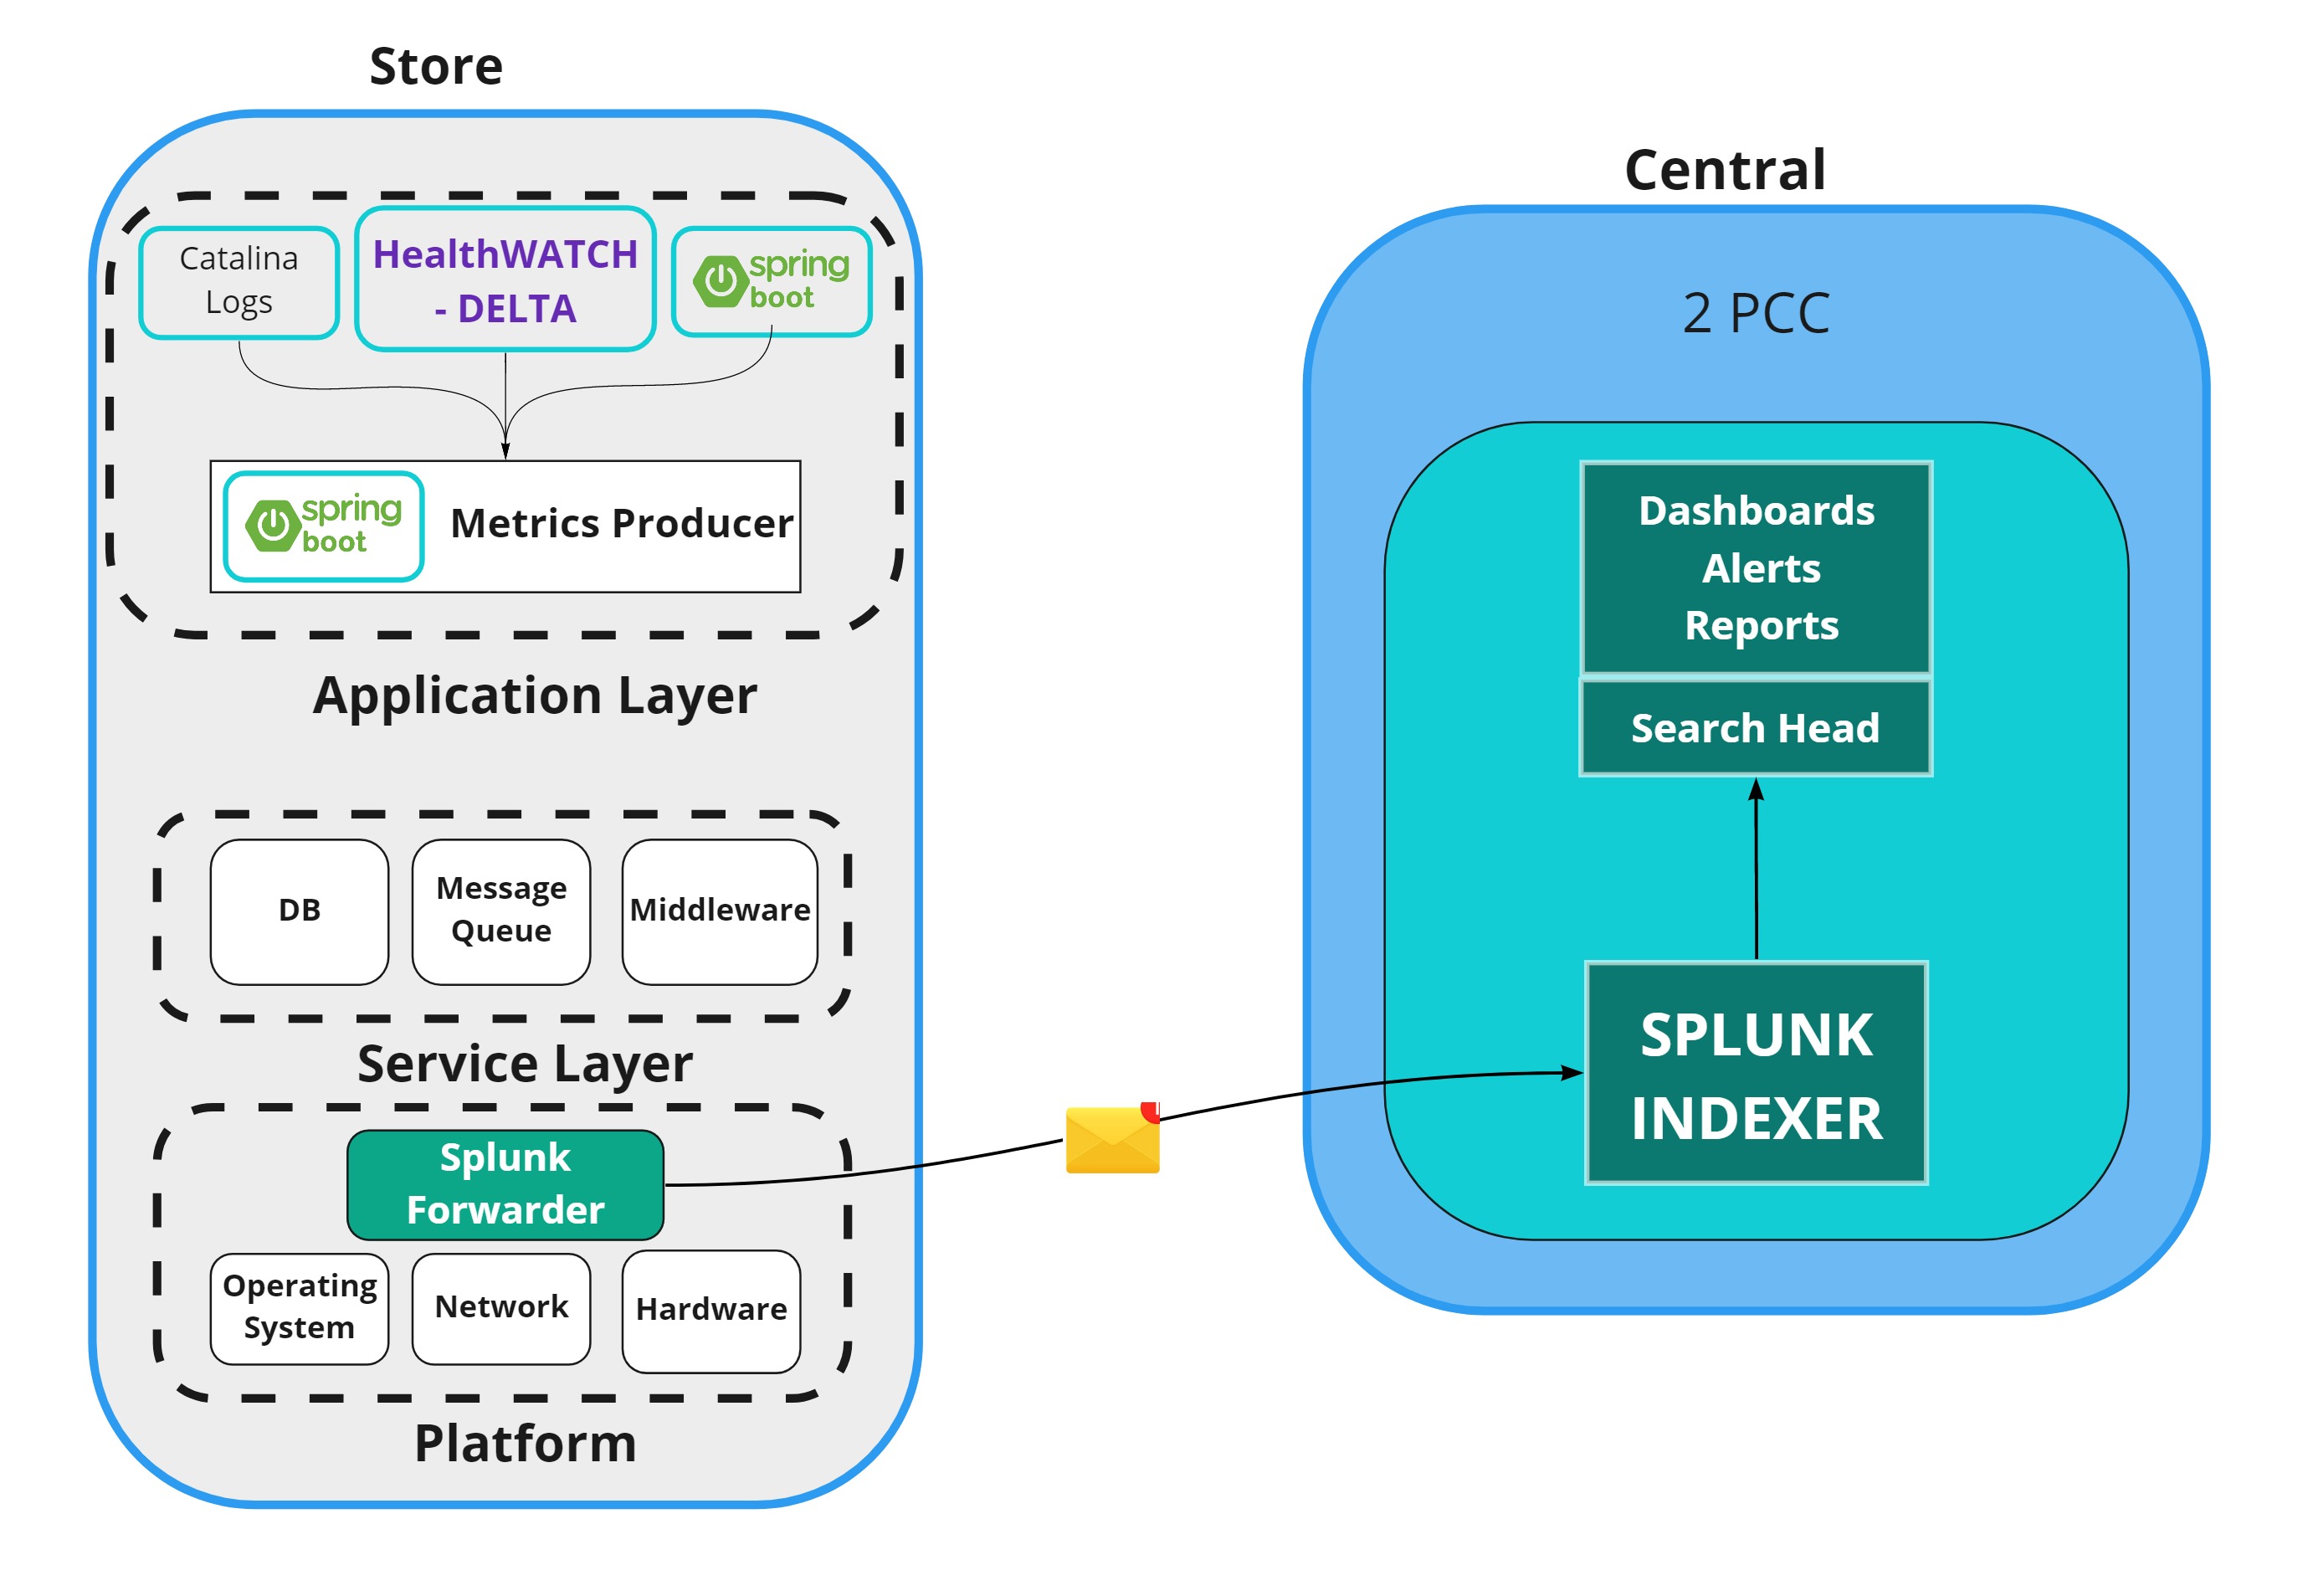 Store
Catalina
Logs
HealthWATCH
- DELTA
spring
boot
spring
boot
Metrics Producer
Application Layer
DB
Message
Queue
Middleware
Service Layer
Splunk
Forwarder
Operating
System
Network
Hardware
Platform
Central
2 PCC
Dashboards
Alerts
Reports
Search Head
SPLUNK
INDEXER